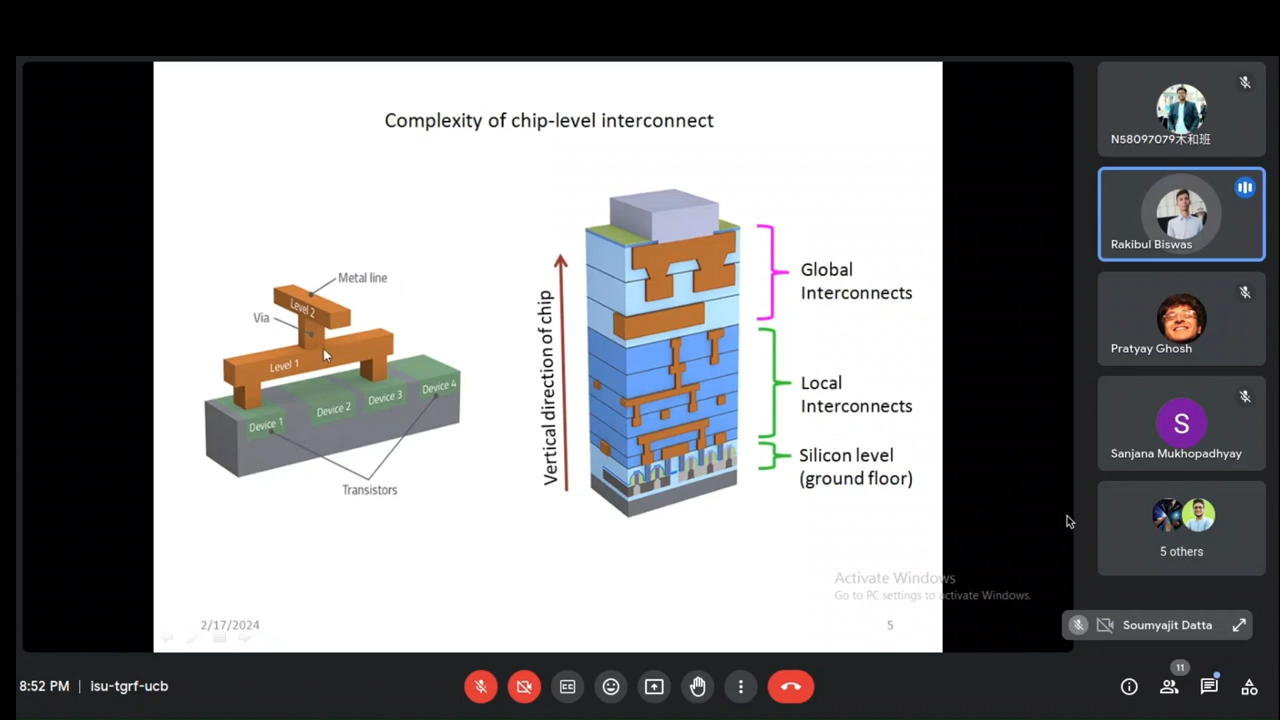 Complexity of chip-level interconnect
Metal line
Level 2
Via
Level 1
Device 1
Device 2
Device 3
Device 4
Transistors
Vertical direction of chip
Global
Interconnects
Local
Interconnects
Silicon level
(ground floor)
Activate Windows
Go to PC settings to activate Windows.
2/17/2024
5
N58097079木和班
Rakibul Biswas
Pratyay Ghosh
S
Sanjana Mukhopadhyay
5 others
Soumyajit Datta
8:52 PM | isu-tgrf-ucb
CC
11